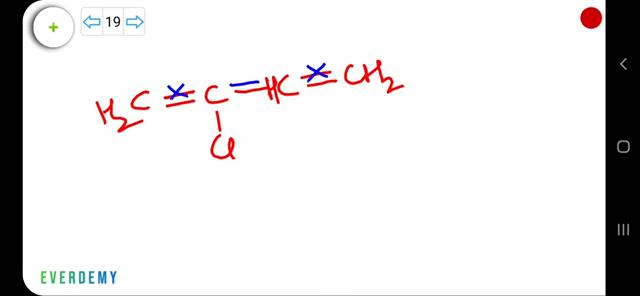 19
H₂C = C = HC = CH₂
Cl
EVERDEMY